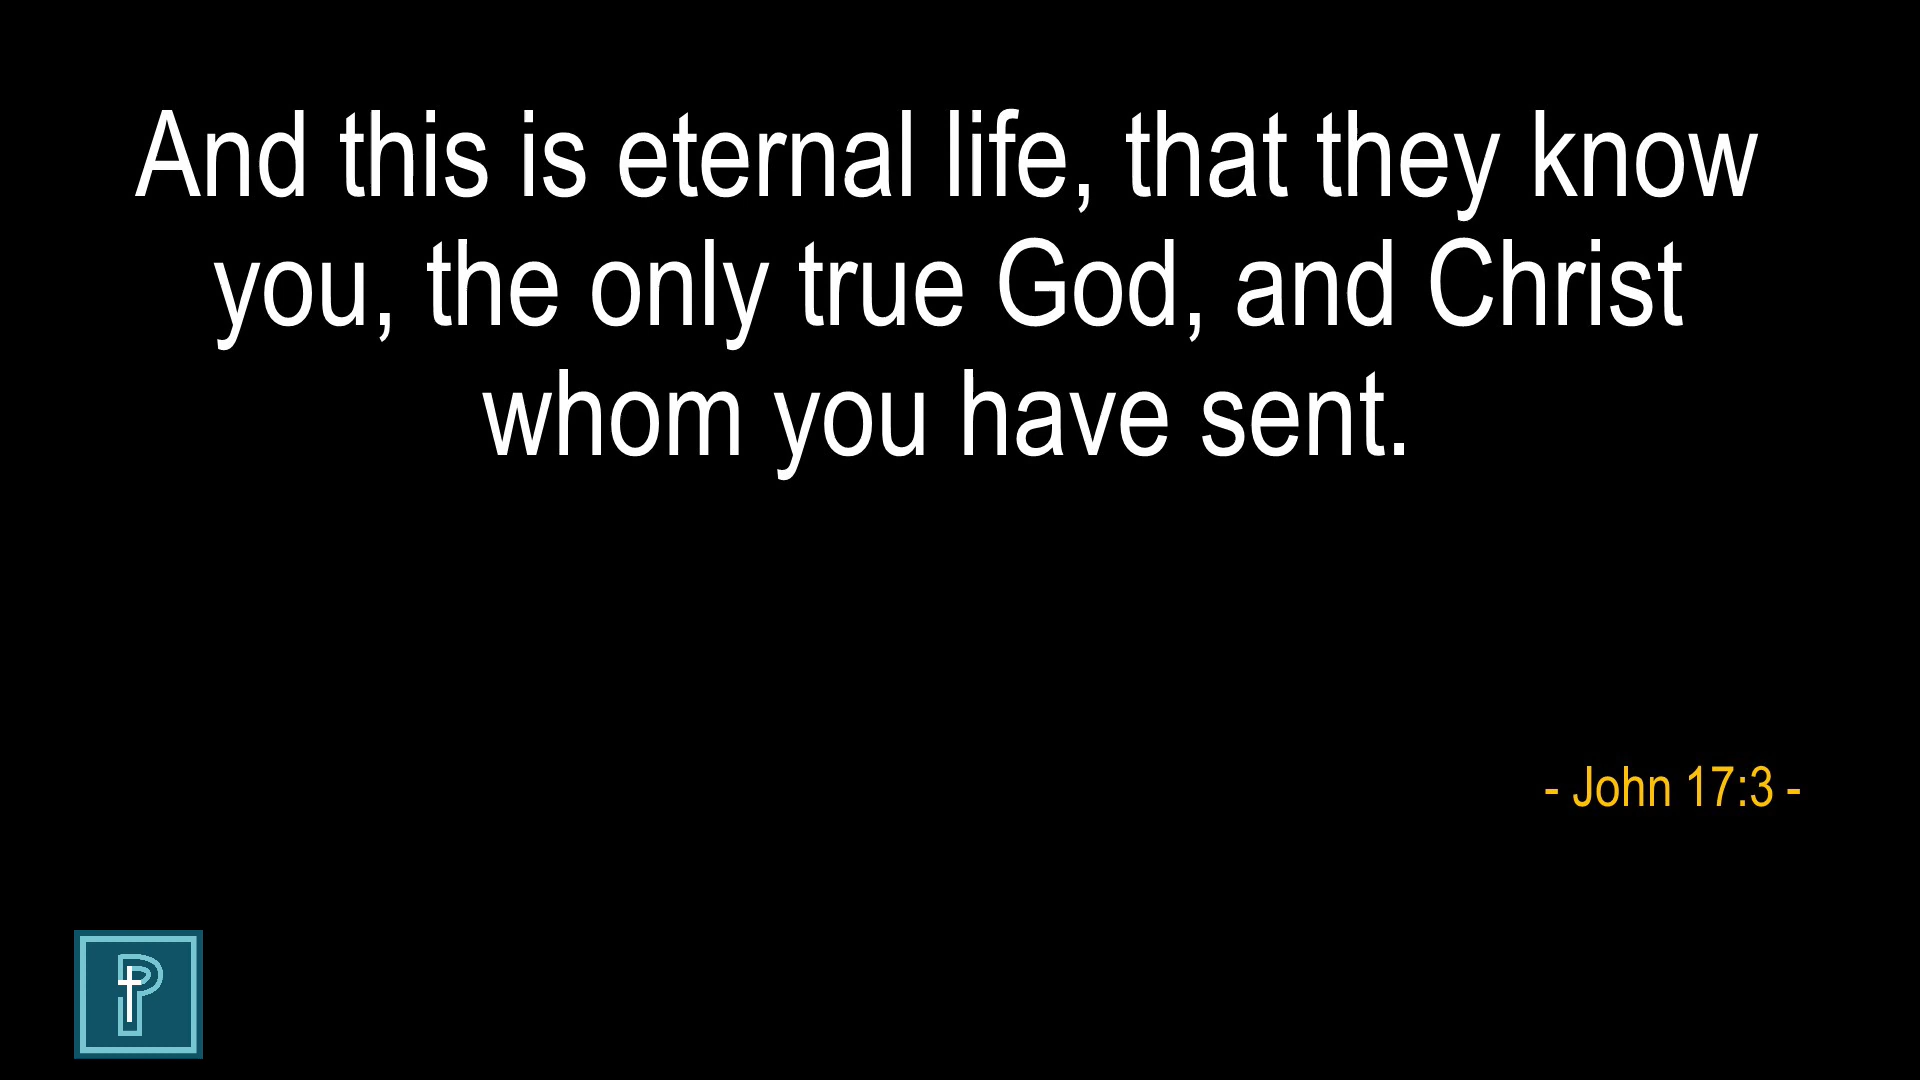 And this is eternal life, that they know
you, the only true God, and Christ
whom you have sent.
- John 17:3 -
P